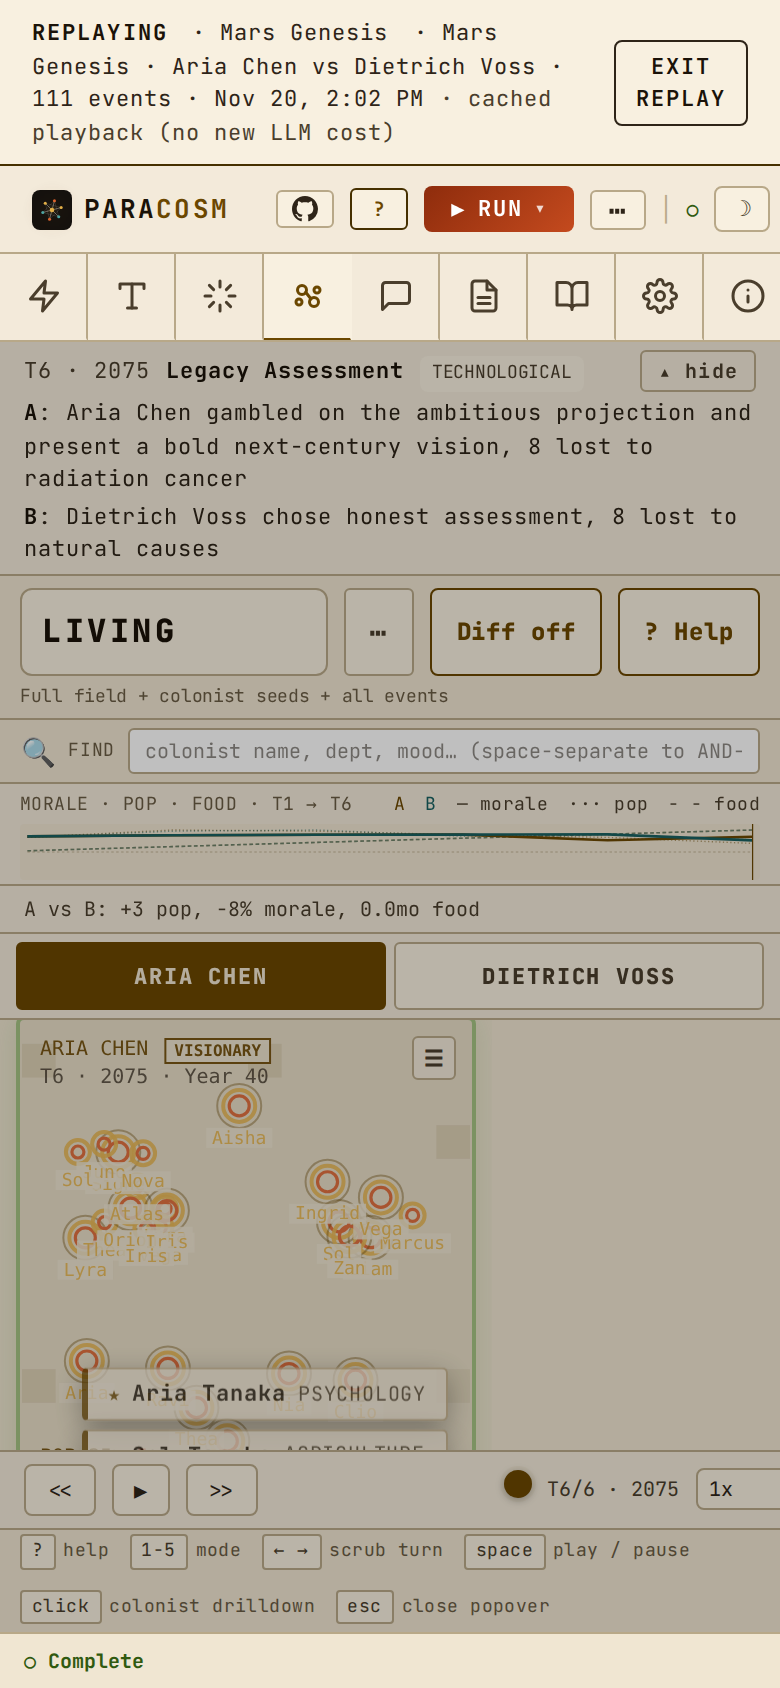 REPLAYING · Mars Genesis · Mars
Genesis · Aria Chen vs Dietrich Voss ·
111 events · Nov 20, 2:02 PM · cached
playback (no new LLM cost)
EXIT
REPLAY
PARACOSM
?
▶ RUN ▾
…
T6 · 2075 Legacy Assessment TECHNOLOGICAL
▴ hide
A: Aria Chen gambled on the ambitious projection and
present a bold next-century vision, 8 lost to
radiation cancer
B: Dietrich Voss chose honest assessment, 8 lost to
natural causes
LIVING
…
Diff off
? Help
Full field + colonist seeds + all events
FIND
colonist name, dept, mood… (space-separate to AND-
MORALE · POP · FOOD · T1 → T6
A B — morale ··· pop - - food
A vs B: +3 pop, -8% morale, 0.0mo food
ARIA CHEN
DIETRICH VOSS
ARIA CHEN VISIONARY
T6 · 2075 · Year 40
☰
Aisha
Nova
Atlas
Ingrid
Vega
Marcus
Iris
Iris
Sol
Zan
Lyra
★ Aria Tanaka PSYCHOLOGY
Thea
<<
▶
>>
T6/6 · 2075
1x
? help
1-5 mode
← → scrub turn
space play / pause
click colonist drilldown
esc close popover
Complete